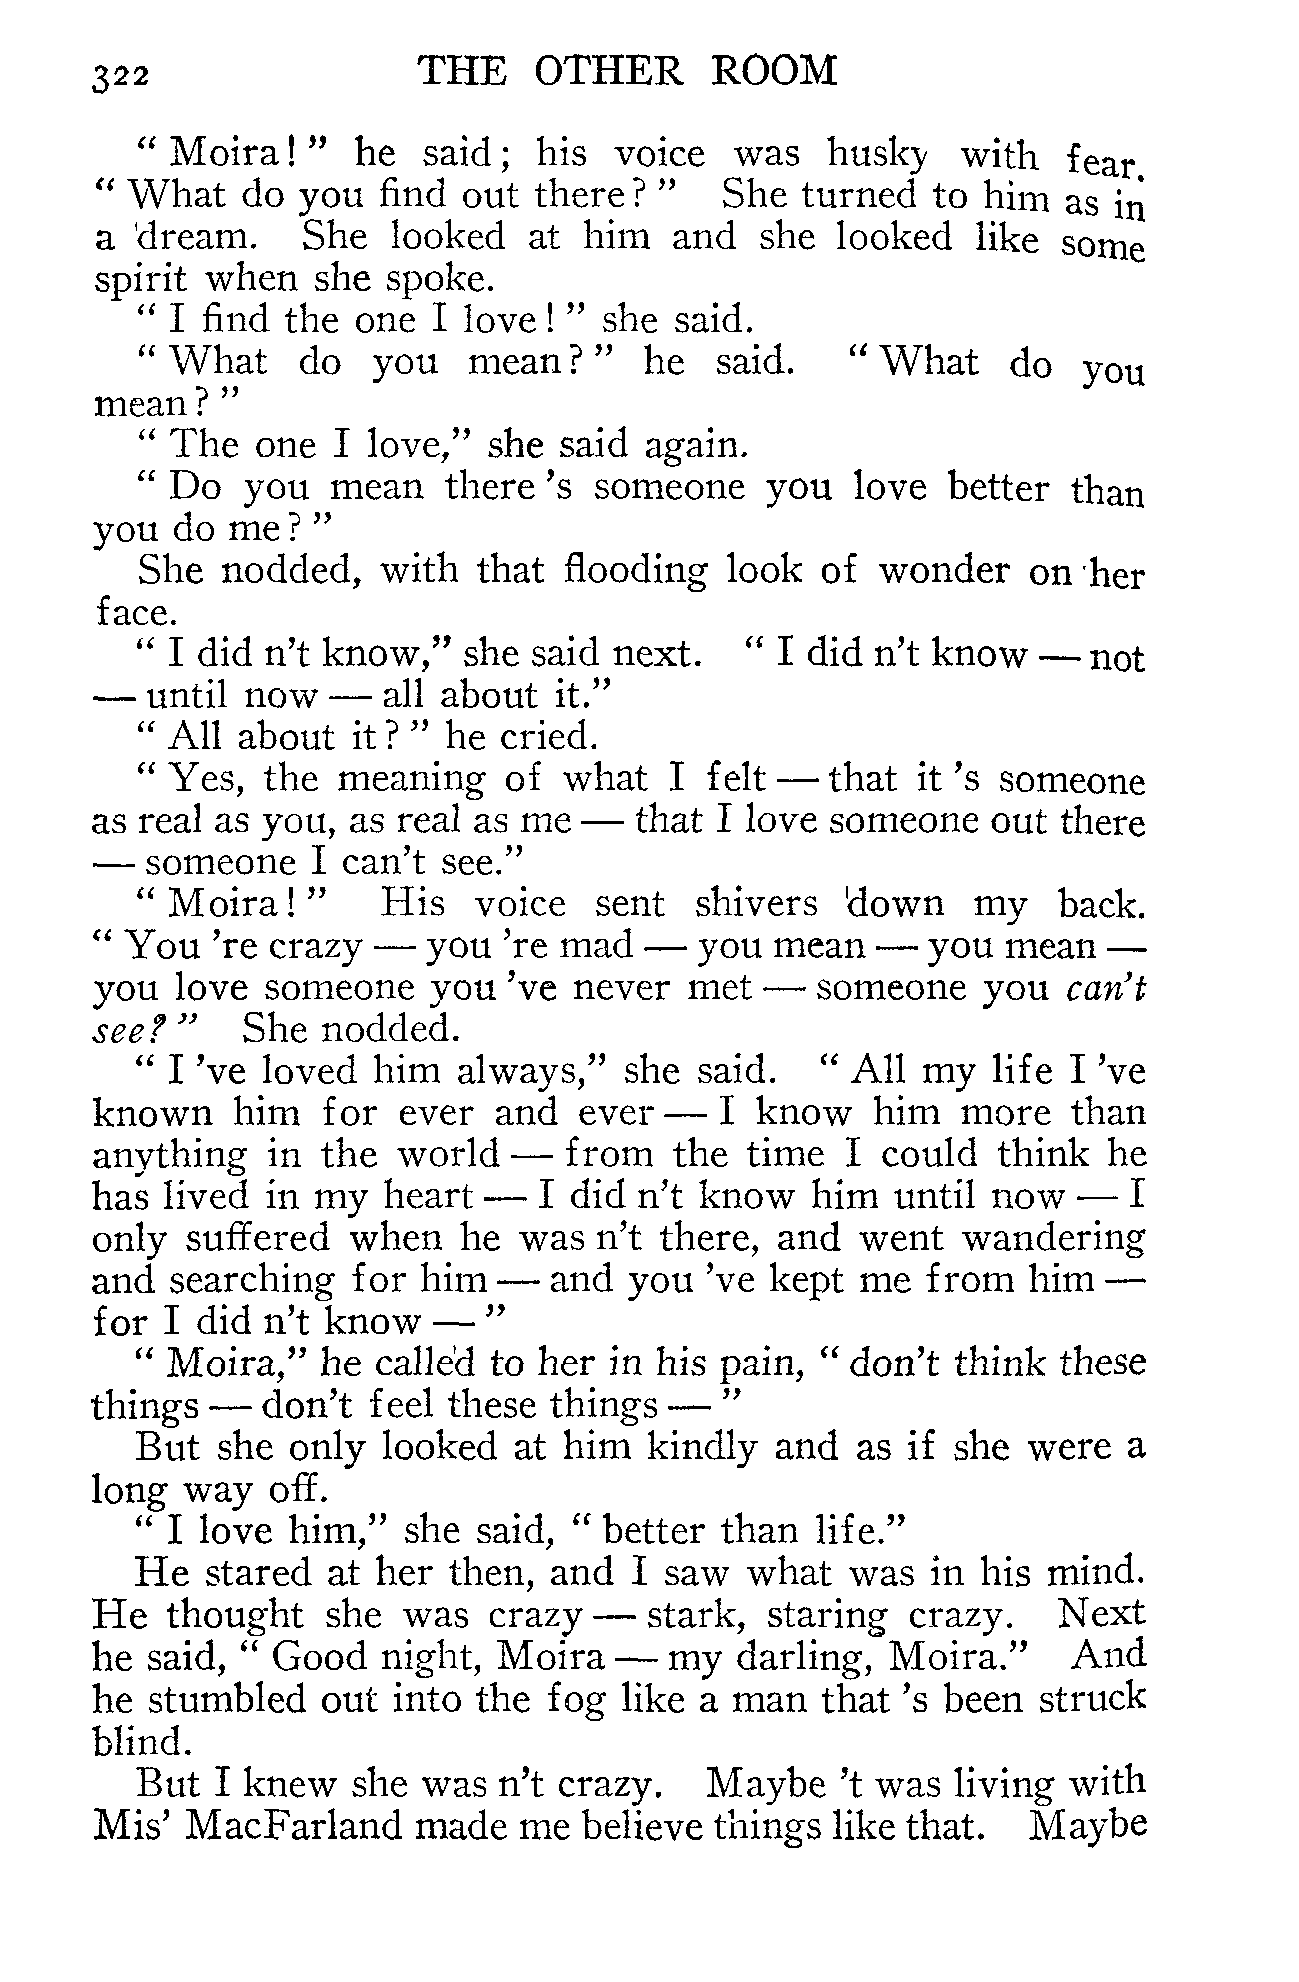 322 THE OTHER ROOM
" Moira! " he said; his voice was husky with fear.
" What do you find out there? " She turned to him as in
a dream. She looked at him and she looked like some
spirit when she spoke.
" I find the one I love! " she said.
" What do you mean? " he said. " What do you
mean? "
" The one I love," she said again.
" Do you mean there 's someone you love better than
you do me? "
She nodded, with that flooding look of wonder on her
face.
" I did n't know," she said next. " I did n't know — not
— until now — all about it."
" All about it? " he cried.
" Yes, the meaning of what I felt — that it 's someone
as real as you, as real as me — that I love someone out there
— someone I can't see."
" Moira! " His voice sent shivers down my back.
" You 're crazy — you 're mad — you mean — you mean —
you love someone you 've never met — someone you can't
see? " She nodded.
" I 've loved him always," she said. " All my life I 've
known him for ever and ever — I know him more than
anything in the world — from the time I could think he
has lived in my heart — I did n't know him until now — I
only suffered when he was n't there, and went wandering
and searching for him — and you 've kept me from him —
for I did n't know — "
" Moira," he called to her in his pain, " don't think these
things — don't feel these things — "
But she only looked at him kindly and as if she were a
long way off.
" I love him," she said, " better than life."
He stared at her then, and I saw what was in his mind.
He thought she was crazy — stark, staring crazy. Next
he said, " Good night, Moira — my darling, Moira." And
he stumbled out into the fog like a man that 's been struck
blind.
But I knew she was n't crazy. Maybe 't was living with
Mis' MacFarland made me believe things like that. Maybe